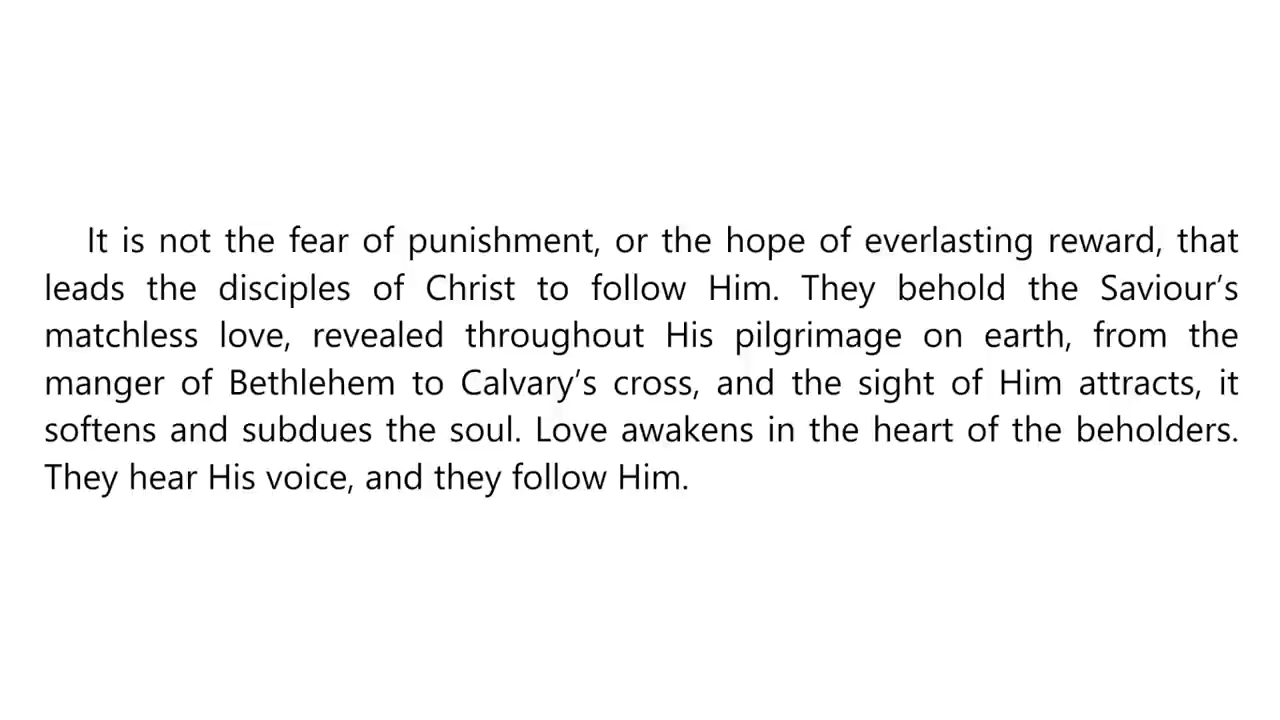 It is not the fear of punishment, or the hope of everlasting reward, that
leads the disciples of Christ to follow Him. They behold the Saviour’s
matchless love, revealed throughout His pilgrimage on earth, from the
manger of Bethlehem to Calvary’s cross, and the sight of Him attracts, it
softens and subdues the soul. Love awakens in the heart of the beholders.
They hear His voice, and they follow Him.